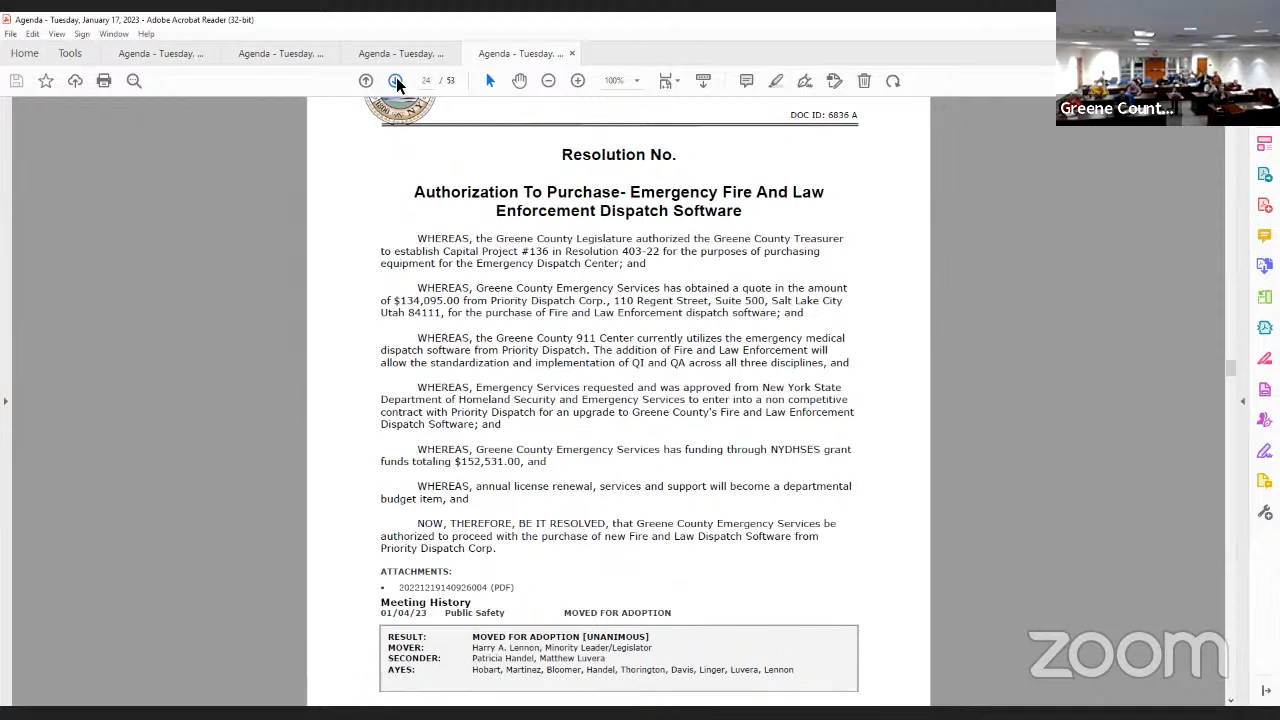 Agenda - Tuesday, January 17, 2023 - Adobe Acrobat Reader (32-bit)
File Edit View Sign Window Help
Home Tools Agenda - Tuesday, ... Agenda - Tuesday, ... Agenda - Tuesday, ... Agenda - Tuesday, ... ×
24 / 53 100%
Greene Count...
DOC ID: 6836 A
Resolution No.
Authorization To Purchase- Emergency Fire And Law
Enforcement Dispatch Software
WHEREAS, the Greene County Legislature authorized the Greene County Treasurer
to establish Capital Project #136 in Resolution 403-22 for the purposes of purchasing
equipment for the Emergency Dispatch Center; and
WHEREAS, Greene County Emergency Services has obtained a quote in the amount
of $134,095.00 from Priority Dispatch Corp., 110 Regent Street, Suite 500, Salt Lake City
Utah 84111, for the purchase of Fire and Law Enforcement dispatch software; and
WHEREAS, the Greene County 911 Center currently utilizes the emergency medical
dispatch software from Priority Dispatch. The addition of Fire and Law Enforcement will
allow the standardization and implementation of QI and QA across all three disciplines, and
WHEREAS, Emergency Services requested and was approved from New York State
Department of Homeland Security and Emergency Services to enter into a non competitive
contract with Priority Dispatch for an upgrade to Greene County's Fire and Law Enforcement
Dispatch Software; and
WHEREAS, Greene County Emergency Services has funding through NYDHSES grant
funds totaling $152,531.00, and
WHEREAS, annual license renewal, services and support will become a departmental
budget item, and
NOW, THEREFORE, BE IT RESOLVED, that Greene County Emergency Services be
authorized to proceed with the purchase of new Fire and Law Dispatch Software from
Priority Dispatch Corp.
ATTACHMENTS:
• 20221219140926004 (PDF)
Meeting History
01/04/23 Public Safety MOVED FOR ADOPTION
RESULT: MOVED FOR ADOPTION [UNANIMOUS]
MOVER: Harry A. Lennon, Minority Leader/Legislator
SECONDER: Patricia Handel, Matthew Luvera
AYES: Hobart, Martinez, Bloomer, Handel, Thorington, Davis, Linger, Luvera, Lennon
zoom